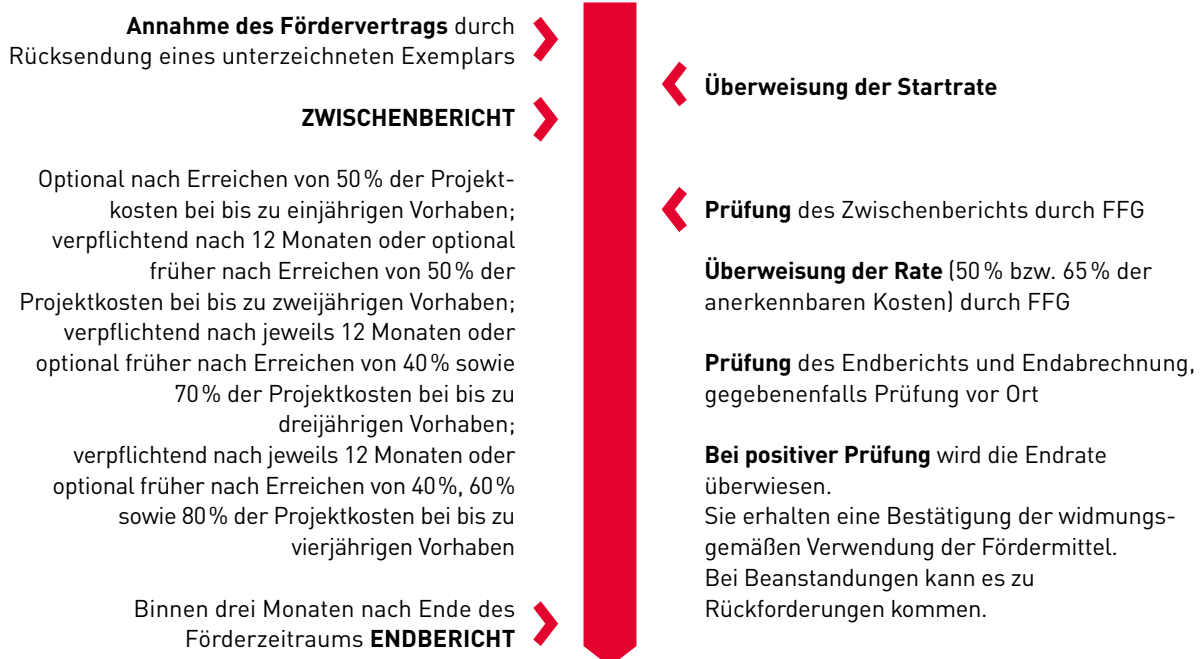 Annahme des Fördervertrags durch
Rücksendung eines unterzeichneten Exemplars
ZWISCHENBERICHT
Optional nach Erreichen von 50 % der Projekt-
kosten bei bis zu einjährigen Vorhaben;
verpflichtend nach 12 Monaten oder optional
früher nach Erreichen von 50 % der
Projektkosten bei bis zu zweijährigen Vorhaben;
verpflichtend nach jeweils 12 Monaten oder
optional früher nach Erreichen von 40 % sowie
70 % der Projektkosten bei bis zu
dreijährigen Vorhaben;
verpflichtend nach jeweils 12 Monaten oder
optional früher nach Erreichen von 40 %, 60 %
sowie 80 % der Projektkosten bei bis zu
vierjährigen Vorhaben
Binnen drei Monaten nach Ende des
Förderzeitraums ENDBERICHT
Überweisung der Startrate
Prüfung des Zwischenberichts durch FFG
Überweisung der Rate (50 % bzw. 65 % der
anerkennbaren Kosten) durch FFG
Prüfung des Endberichts und Endabrechnung,
gegebenenfalls Prüfung vor Ort
Bei positiver Prüfung wird die Endrate
überwiesen.
Sie erhalten eine Bestätigung der widmungs-
gemäßen Verwendung der Fördermittel.
Bei Beanstandungen kann es zu
Rückforderungen kommen.